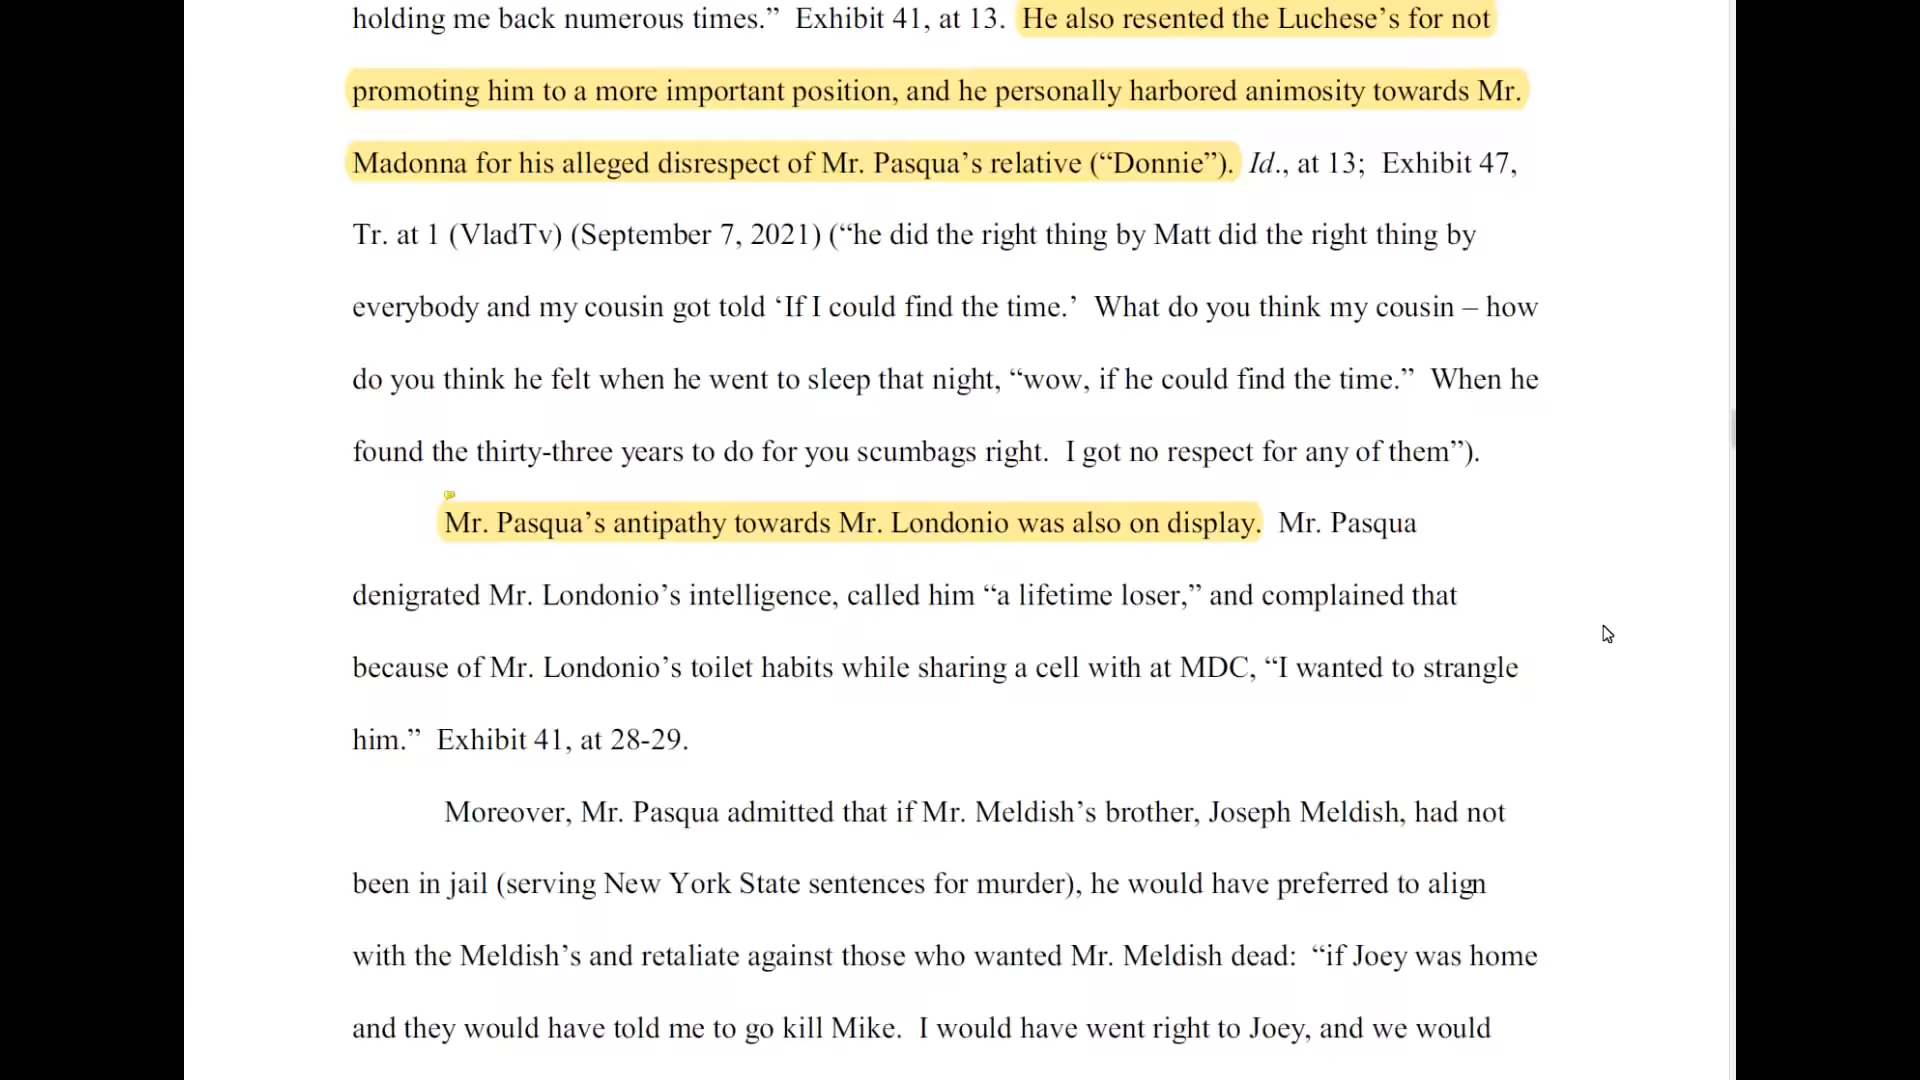 holding me back numerous times.”  Exhibit 41, at 13.  He also resented the Luchese’s for not
promoting him to a more important position, and he personally harbored animosity towards Mr.
Madonna for his alleged disrespect of Mr. Pasqua’s relative (“Donnie”).  Id., at 13;  Exhibit 47,
Tr. at 1 (VladTv) (September 7, 2021) (“he did the right thing by Matt did the right thing by
everybody and my cousin got told ‘If I could find the time.’  What do you think my cousin – how
do you think he felt when he went to sleep that night, “wow, if he could find the time.”  When he
found the thirty-three years to do for you scumbags right.  I got no respect for any of them”).
Mr. Pasqua’s antipathy towards Mr. Londonio was also on display.  Mr. Pasqua
denigrated Mr. Londonio’s intelligence, called him “a lifetime loser,” and complained that
because of Mr. Londonio’s toilet habits while sharing a cell with at MDC, “I wanted to strangle
him.”  Exhibit 41, at 28-29.
Moreover, Mr. Pasqua admitted that if Mr. Meldish’s brother, Joseph Meldish, had not
been in jail (serving New York State sentences for murder), he would have preferred to align
with the Meldish’s and retaliate against those who wanted Mr. Meldish dead:  “if Joey was home
and they would have told me to go kill Mike.  I would have went right to Joey, and we would